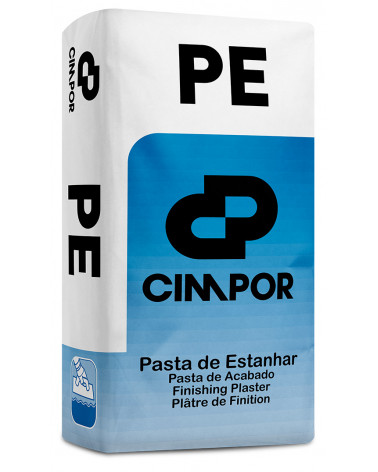 PE
CIMPOR
Pasta de Estanhar
Pasta de Acabado
Finishing Plaster
Plâtre de Finition
CIMPOR
PE